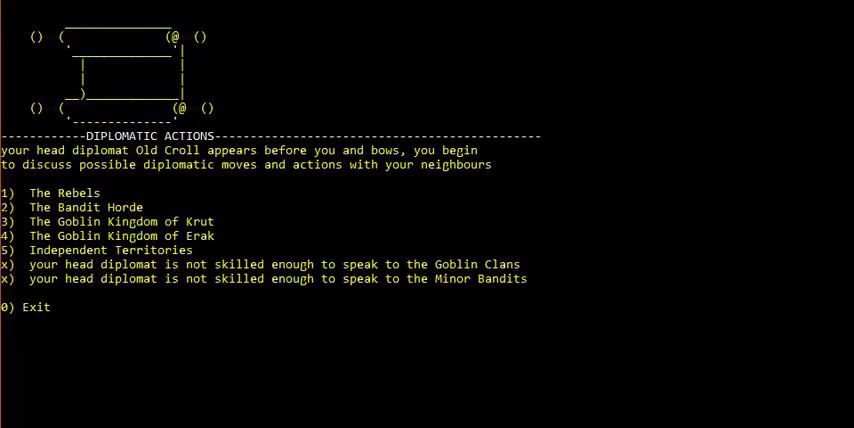 ------------DIPLOMATIC ACTIONS----------------------------------------------
your head diplomat Old Croll appears before you and bows, you begin
to discuss possible diplomatic moves and actions with your neighbours
1) The Rebels
2) The Bandit Horde
3) The Goblin Kingdom of Krut
4) The Goblin Kingdom of Erak
5) Independent Territories
x) your head diplomat is not skilled enough to speak to the Goblin Clans
x) your head diplomat is not skilled enough to speak to the Minor Bandits
0) Exit